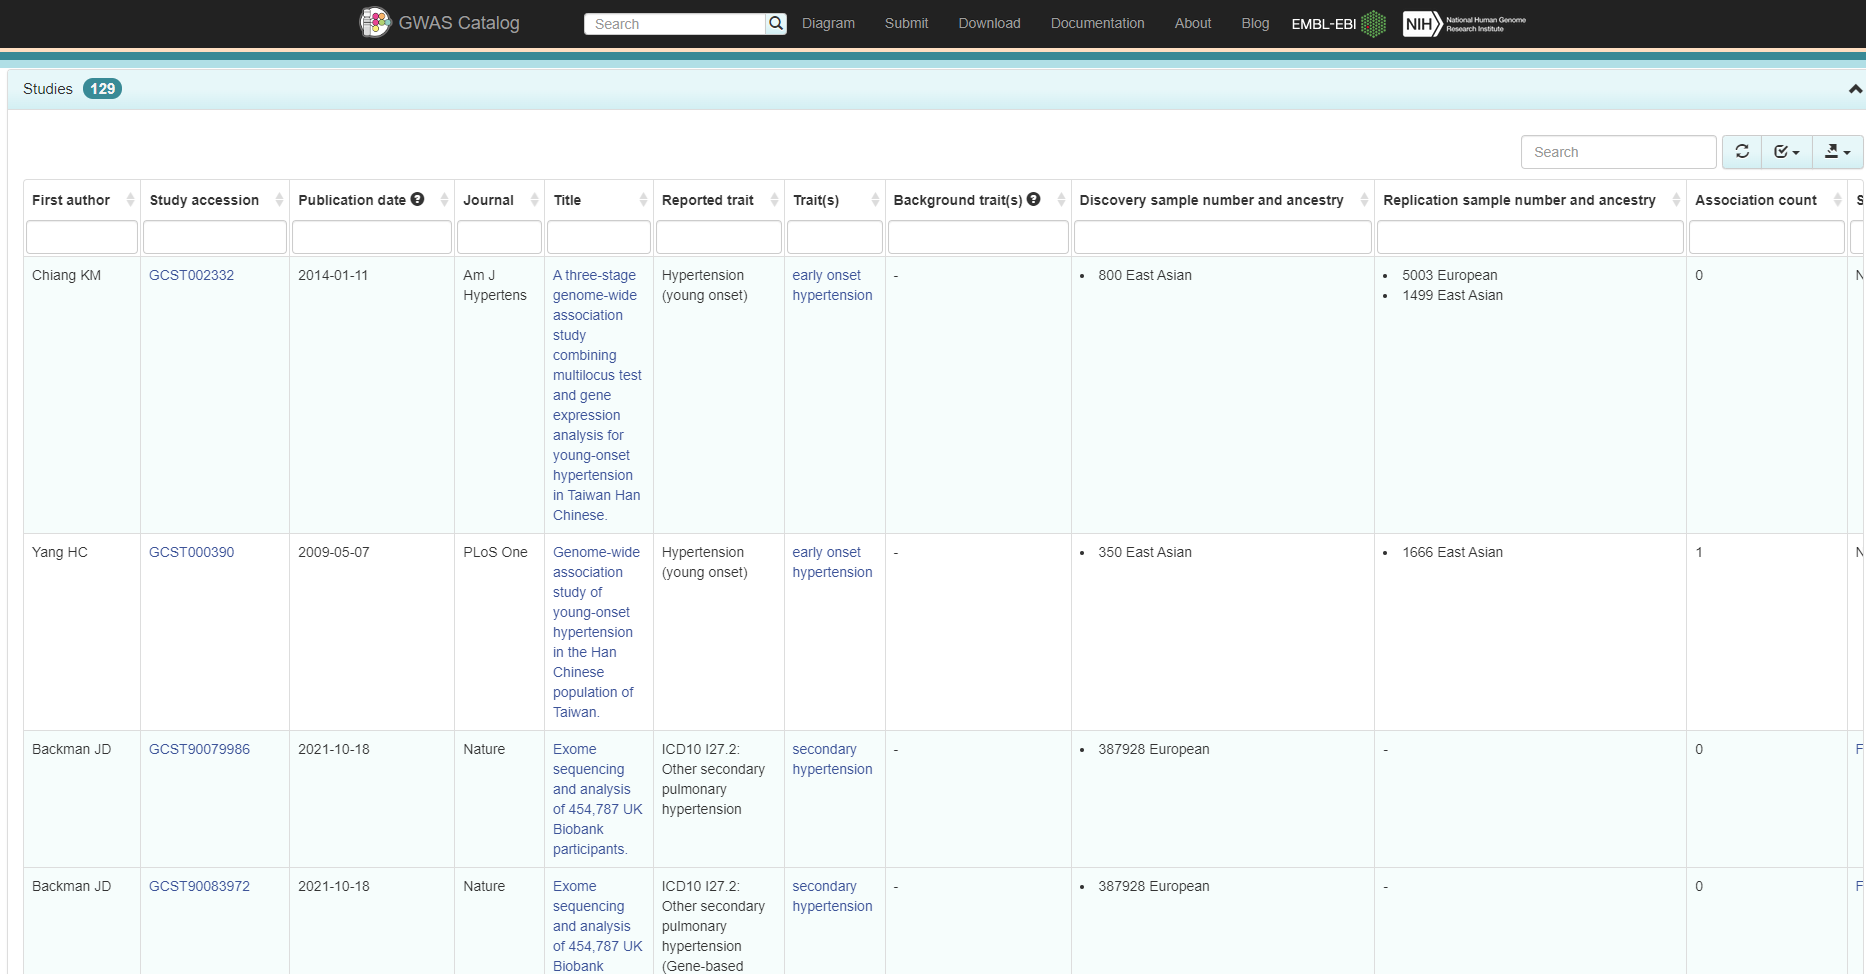 GWAS Catalog
Search
Diagram
Submit
Download
Documentation
About
Blog
EMBL-EBI
NIH
National Human Genome
Research Institute
Studies 129
Search
First author
Study accession
Publication date
Journal
Title
Reported trait
Trait(s)
Background trait(s)
Discovery sample number and ancestry
Replication sample number and ancestry
Association count
S
Chiang KM
GCST002332
2014-01-11
Am J
Hypertens
A three-stage
genome-wide
association
study
combining
multilocus test
and gene
expression
analysis for
young-onset
hypertension
in Taiwan Han
Chinese.
Hypertension
(young onset)
early onset
hypertension
-
• 800 East Asian
• 5003 European
• 1499 East Asian
0
N
Yang HC
GCST000390
2009-05-07
PLoS One
Genome-wide
association
study of
young-onset
hypertension
in the Han
Chinese
population of
Taiwan.
Hypertension
(young onset)
early onset
hypertension
-
• 350 East Asian
• 1666 East Asian
1
N
Backman JD
GCST90079986
2021-10-18
Nature
Exome
sequencing
and analysis
of 454,787 UK
Biobank
participants.
ICD10 I27.2:
Other secondary
pulmonary
hypertension
secondary
hypertension
-
• 387928 European
-
0
F
Backman JD
GCST90083972
2021-10-18
Nature
Exome
sequencing
and analysis
of 454,787 UK
Biobank
ICD10 I27.2:
Other secondary
pulmonary
hypertension
(Gene-based
secondary
hypertension
-
• 387928 European
-
0
F